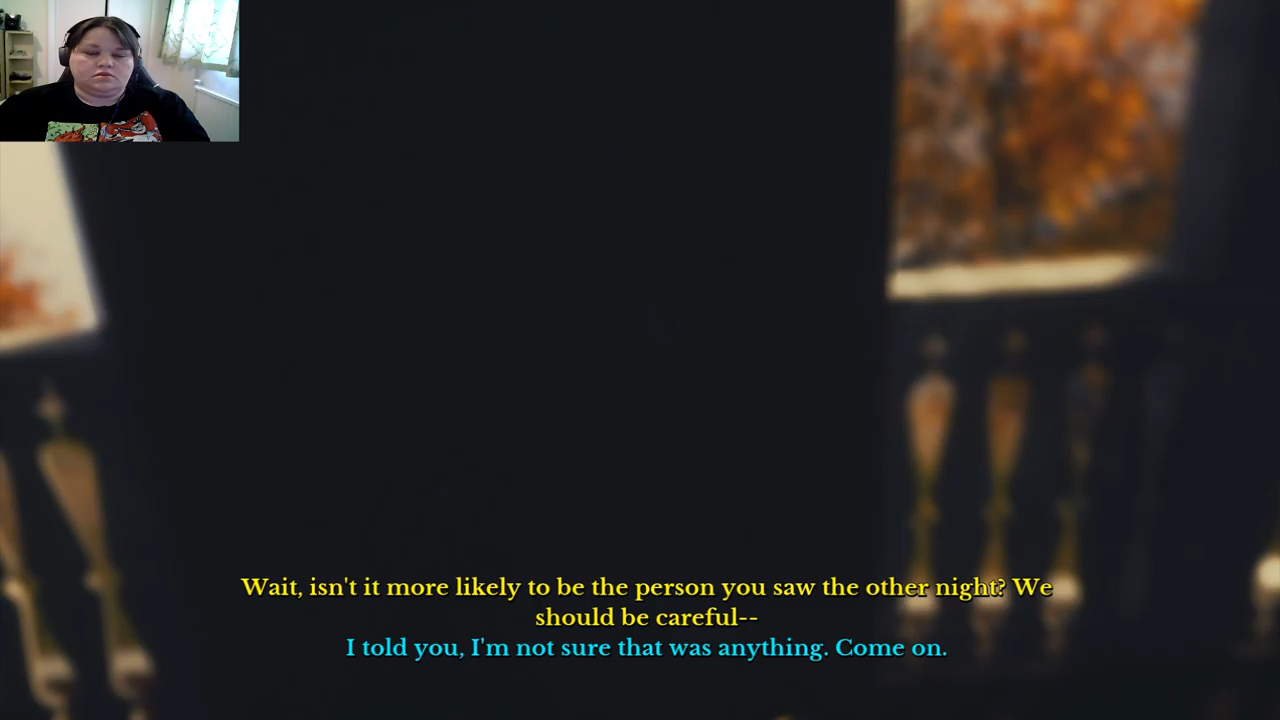 Wait, isn't it more likely to be the person you saw the other night? We
should be careful--
I told you, I'm not sure that was anything. Come on.